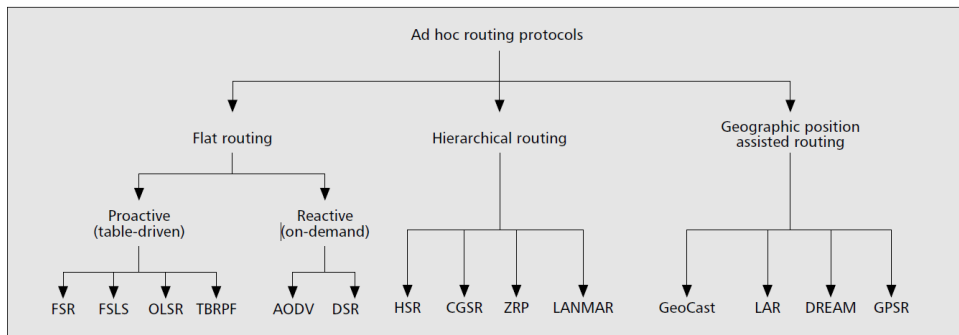 Ad hoc routing protocols
Flat routing
Hierarchical routing
Geographic position
assisted routing
Proactive
(table-driven)
Reactive
(on-demand)
FSR FSLS OLSR TBRPF AODV DSR HSR CGSR ZRP LANMAR GeoCast LAR DREAM GPSR